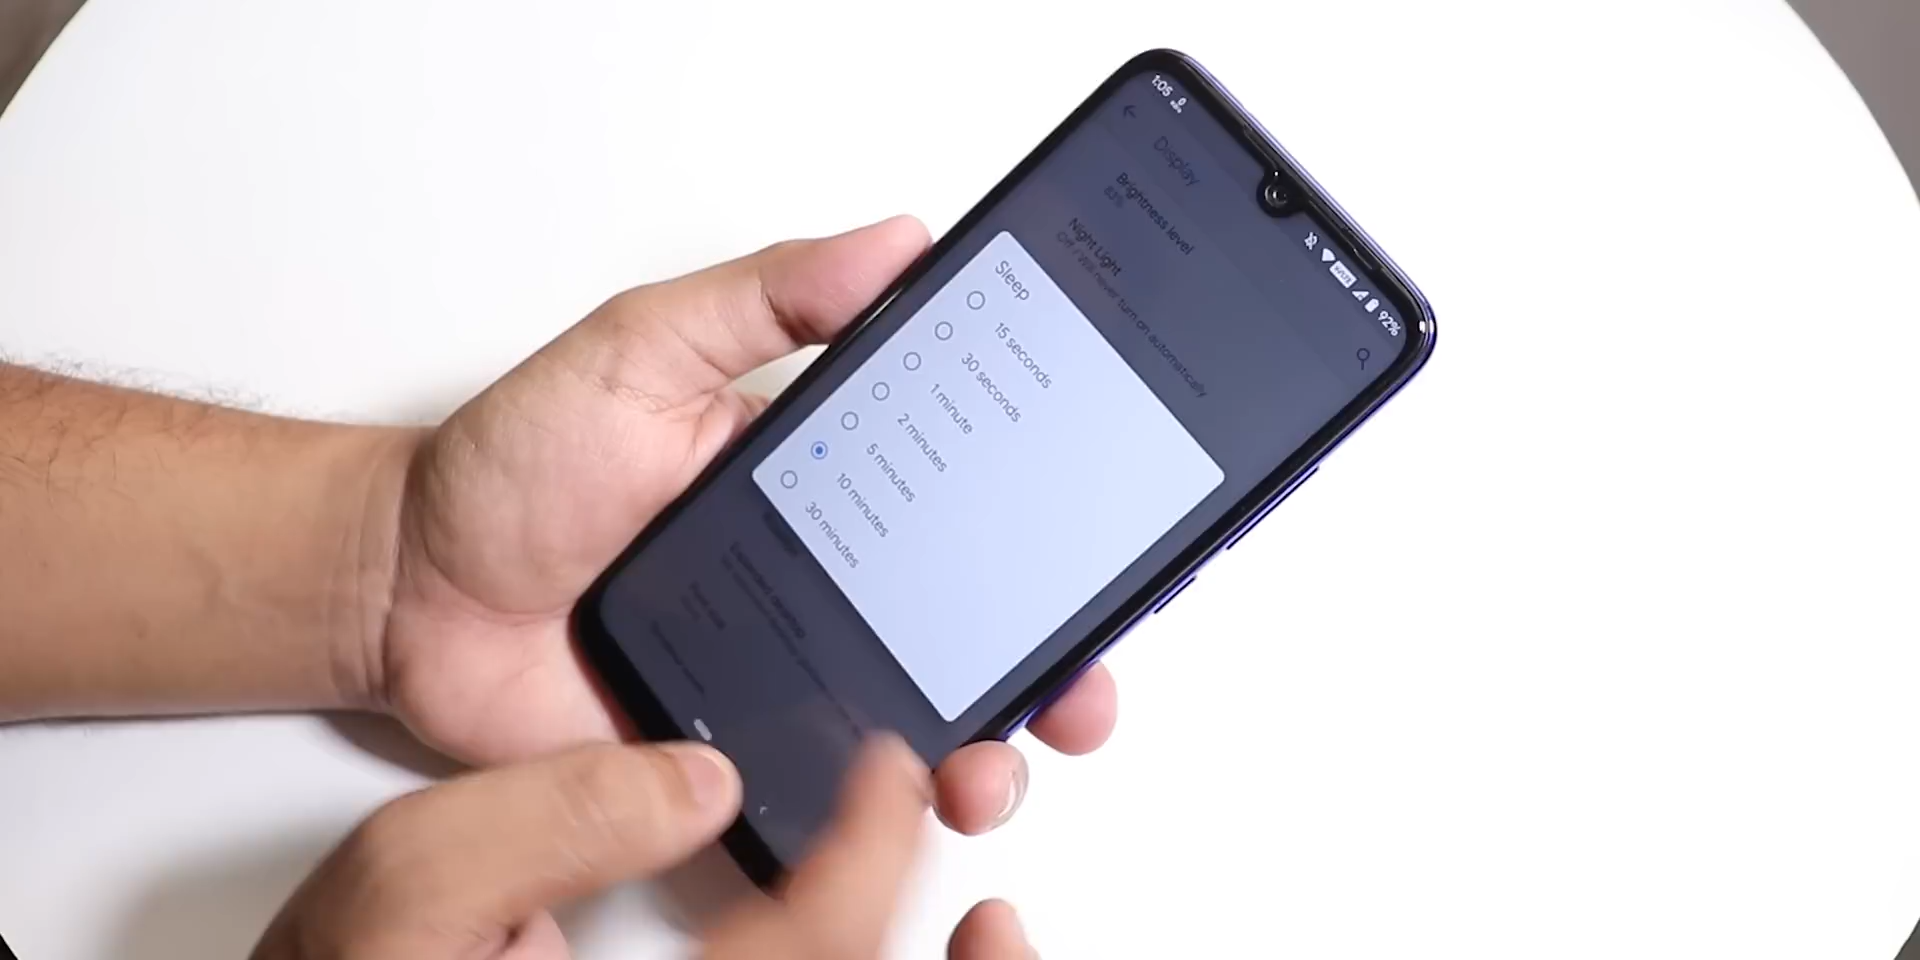 1:05
92%
Display
Brightness level
83%
Night Light
Off / Will never turn on automatically
Sleep
15 seconds
30 seconds
1 minute
2 minutes
5 minutes
10 minutes
30 minutes